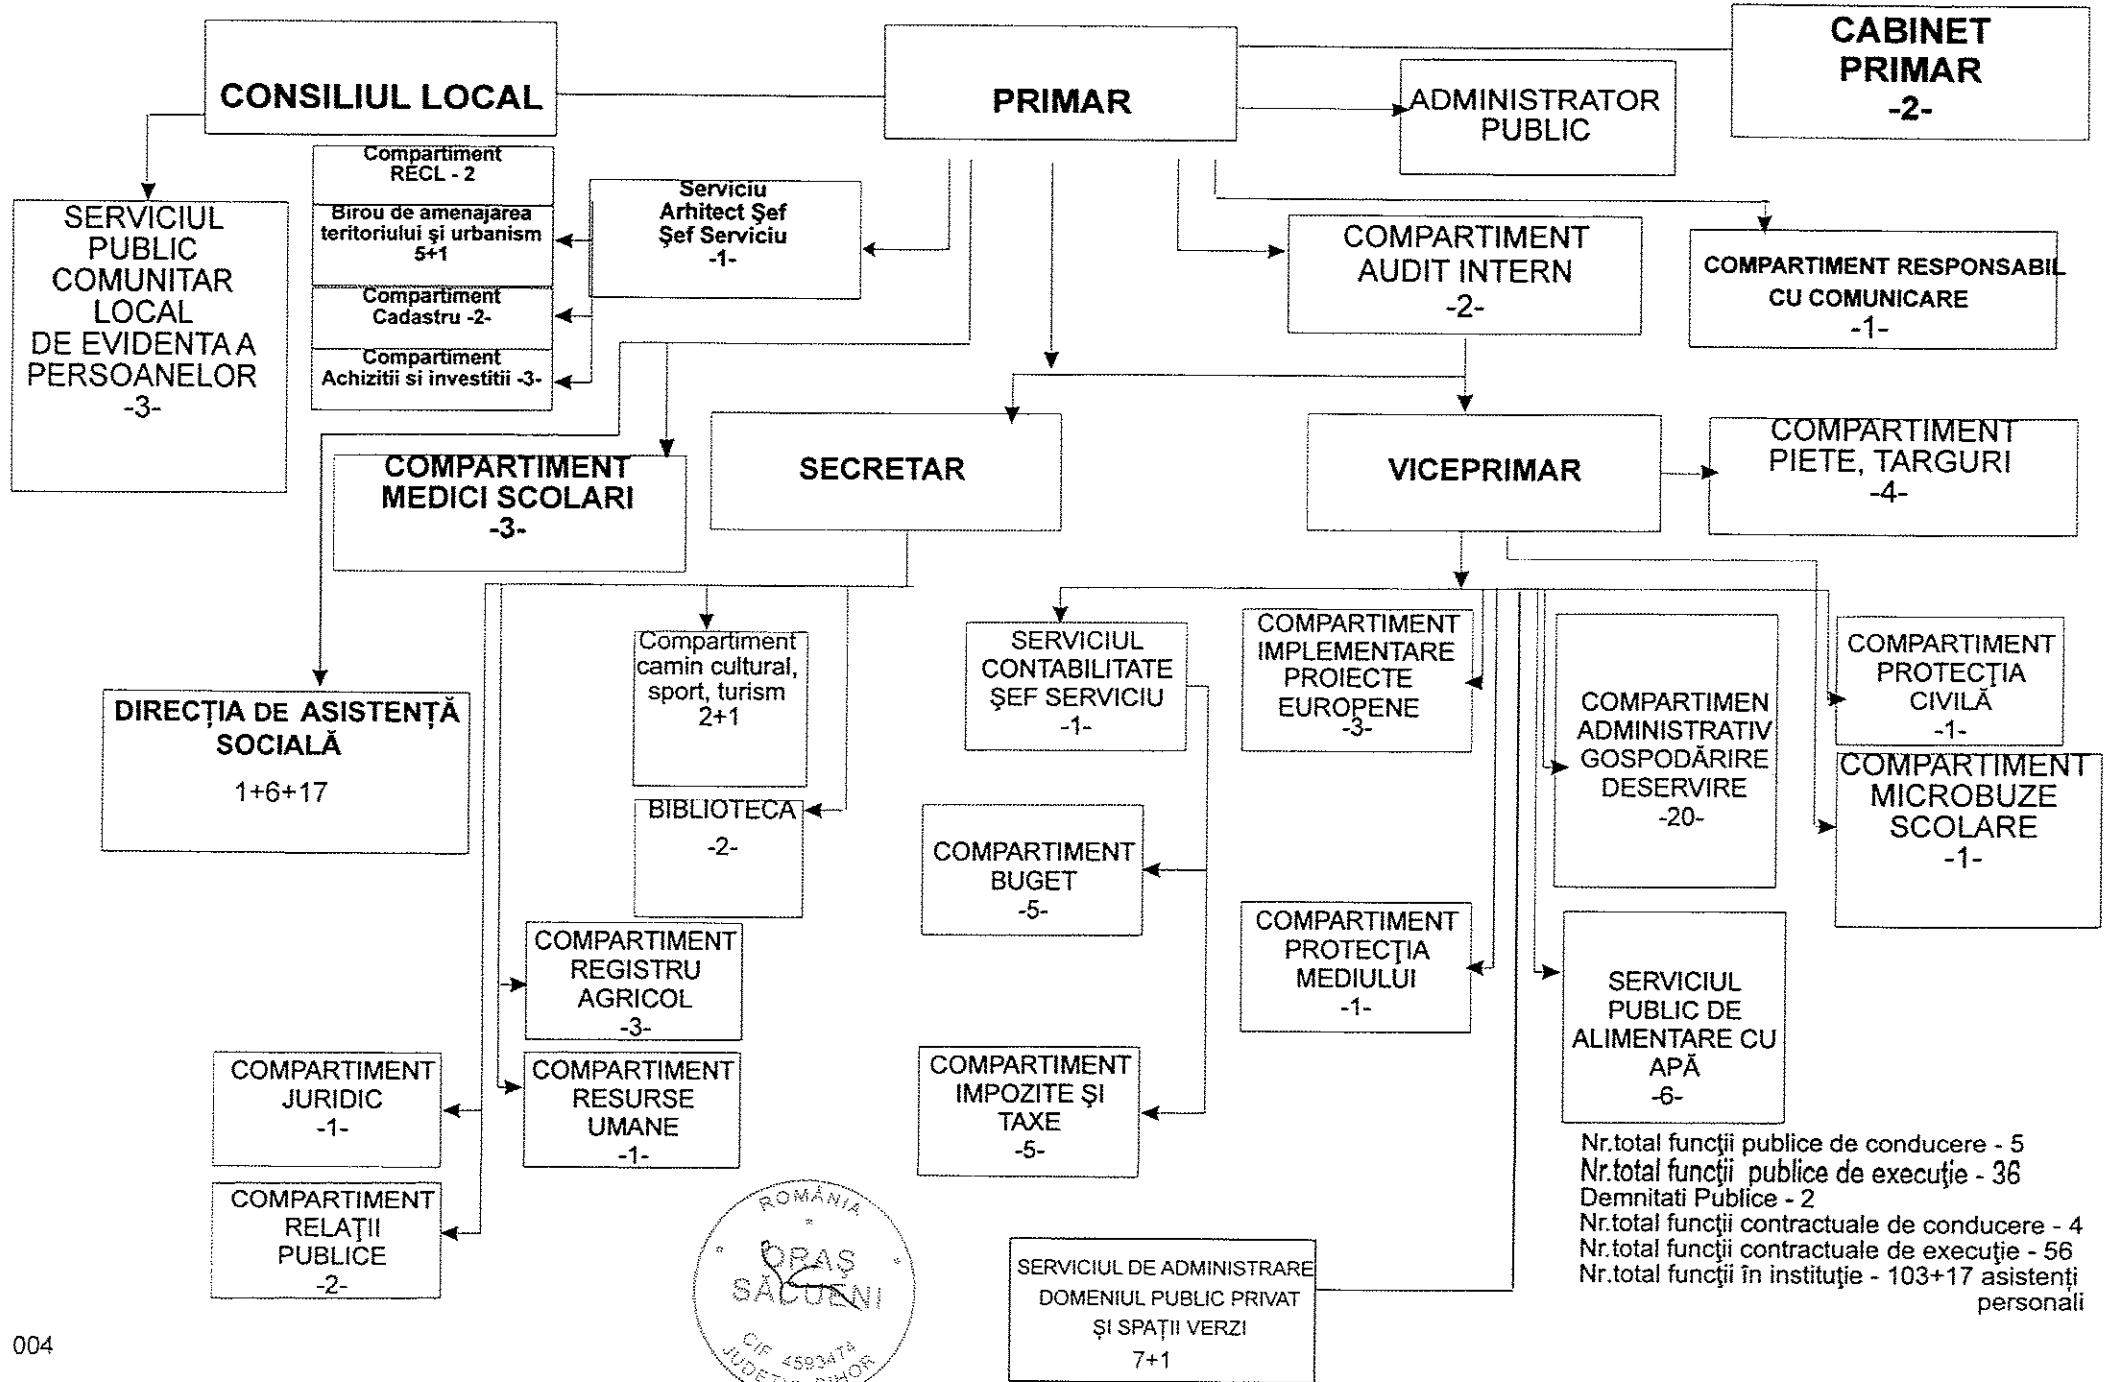 CONSILIUL LOCAL
PRIMAR
CABINET
PRIMAR
-2-
ADMINISTRATOR
PUBLIC
SERVICIUL
PUBLIC
COMUNITAR
LOCAL
DE EVIDENTA A
PERSOANELOR
-3-
Compartiment
RECL - 2
Birou de amenajarea
teritoriului şi urbanism
5+1
Compartiment
Cadastru -2-
Compartiment
Achizitii si investitii -3-
Serviciu
Arhitect Şef
Şef Serviciu
-1-
COMPARTIMENT
AUDIT INTERN
-2-
COMPARTIMENT RESPONSABIL
CU COMUNICARE
-1-
COMPARTIMENT
MEDICI SCOLARI
-3-
SECRETAR
VICEPRIMAR
COMPARTIMENT
PIETE, TARGURI
-4-
DIRECŢIA DE ASISTENŢĂ
SOCIALĂ
1+6+17
Compartiment
camin cultural,
sport, turism
2+1
BIBLIOTECA
-2-
SERVICIUL
CONTABILITATE
ŞEF SERVICIU
-1-
COMPARTIMENT
IMPLEMENTARE
PROIECTE
EUROPENE
-3-
COMPARTIMEN
ADMINISTRATIV
GOSPODĂRIRE
DESERVIRE
-20-
COMPARTIMENT
PROTECŢIA
CIVILĂ
-1-
COMPARTIMENT
MICROBUZE
SCOLARE
-1-
COMPARTIMENT
BUGET
-5-
COMPARTIMENT
REGISTRU
AGRICOL
-3-
COMPARTIMENT
PROTECŢIA
MEDIULUI
-1-
SERVICIUL
PUBLIC DE
ALIMENTARE CU
APĂ
-6-
COMPARTIMENT
JURIDIC
-1-
COMPARTIMENT
RESURSE
UMANE
-1-
COMPARTIMENT
IMPOZITE ŞI
TAXE
-5-
COMPARTIMENT
RELAŢII
PUBLICE
-2-
ROMÂNIA
ORAŞ
SĂCUENI
CIF 4593474
JUDEŢUL BIHOR
SERVICIUL DE ADMINISTRARE
DOMENIUL PUBLIC PRIVAT
ŞI SPAŢII VERZI
7+1
Nr.total funcţii publice de conducere - 5
Nr.total funcţii publice de execuţie - 36
Demnitati Publice - 2
Nr.total funcţii contractuale de conducere - 4
Nr.total funcţii contractuale de execuţie - 56
Nr.total funcţii în instituţie - 103+17 asistenţi
personali
004